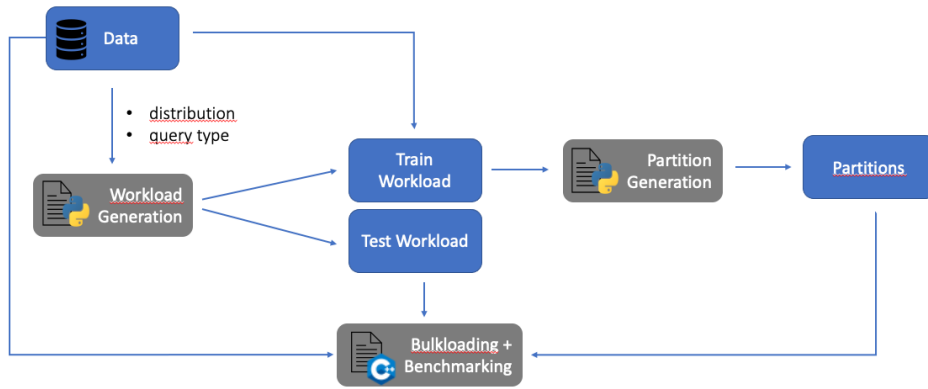 Data
• distribution
• query type
Workload
Generation
Train
Workload
Test Workload
Partition
Generation
Partitions
Bulkloading +
Benchmarking
C++